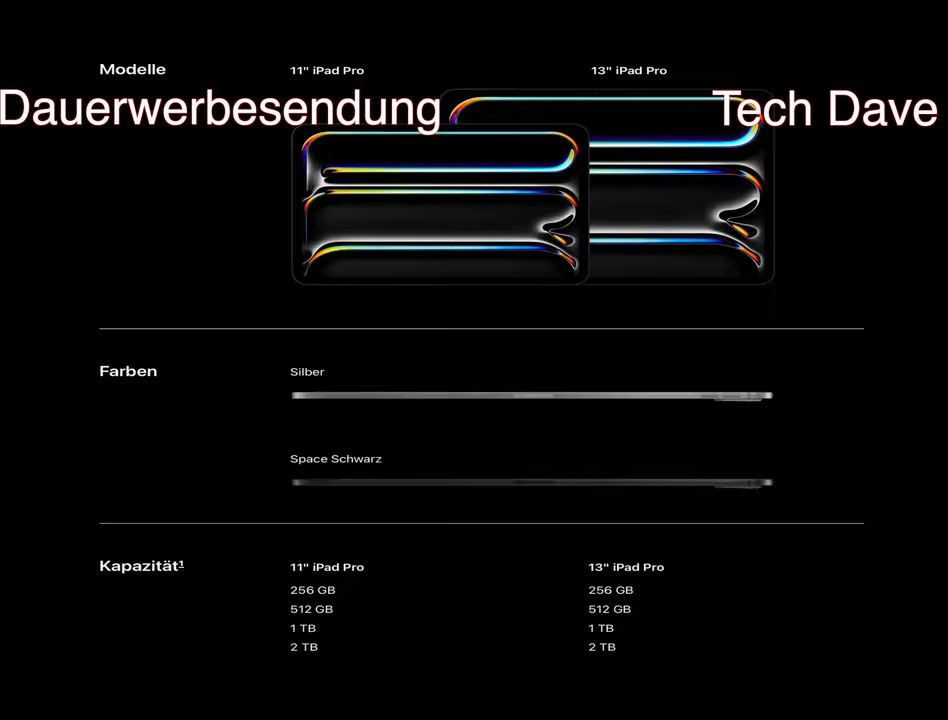 Modelle
11" iPad Pro
13" iPad Pro
Dauerwerbesendung
Tech Dave
Farben
Silber
Space Schwarz
Kapazität¹
11" iPad Pro
13" iPad Pro
256 GB
256 GB
512 GB
512 GB
1 TB
1 TB
2 TB
2 TB